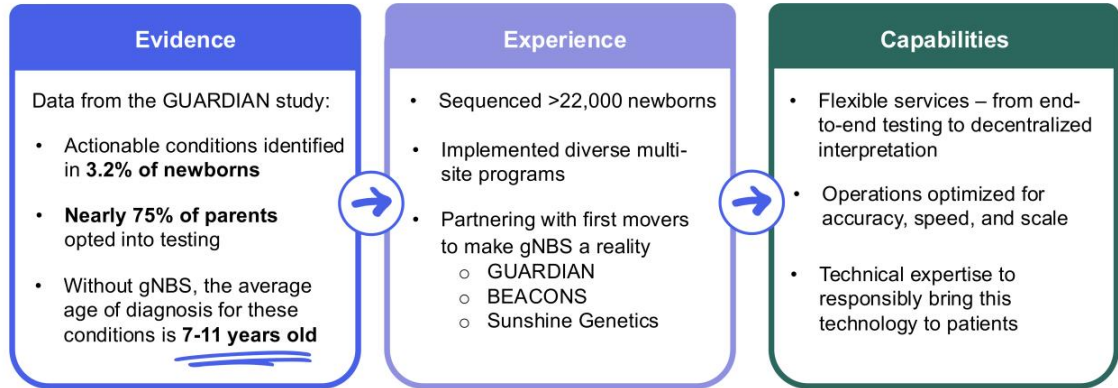 Evidence
Data from the GUARDIAN study:
• Actionable conditions identified
in 3.2% of newborns
• Nearly 75% of parents
opted into testing
• Without gNBS, the average
age of diagnosis for these
conditions is 7-11 years old
Experience
• Sequenced >22,000 newborns
• Implemented diverse multi-
site programs
• Partnering with first movers
to make gNBS a reality
o GUARDIAN
o BEACONS
o Sunshine Genetics
Capabilities
• Flexible services – from end-
to-end testing to decentralized
interpretation
• Operations optimized for
accuracy, speed, and scale
• Technical expertise to
responsibly bring this
technology to patients